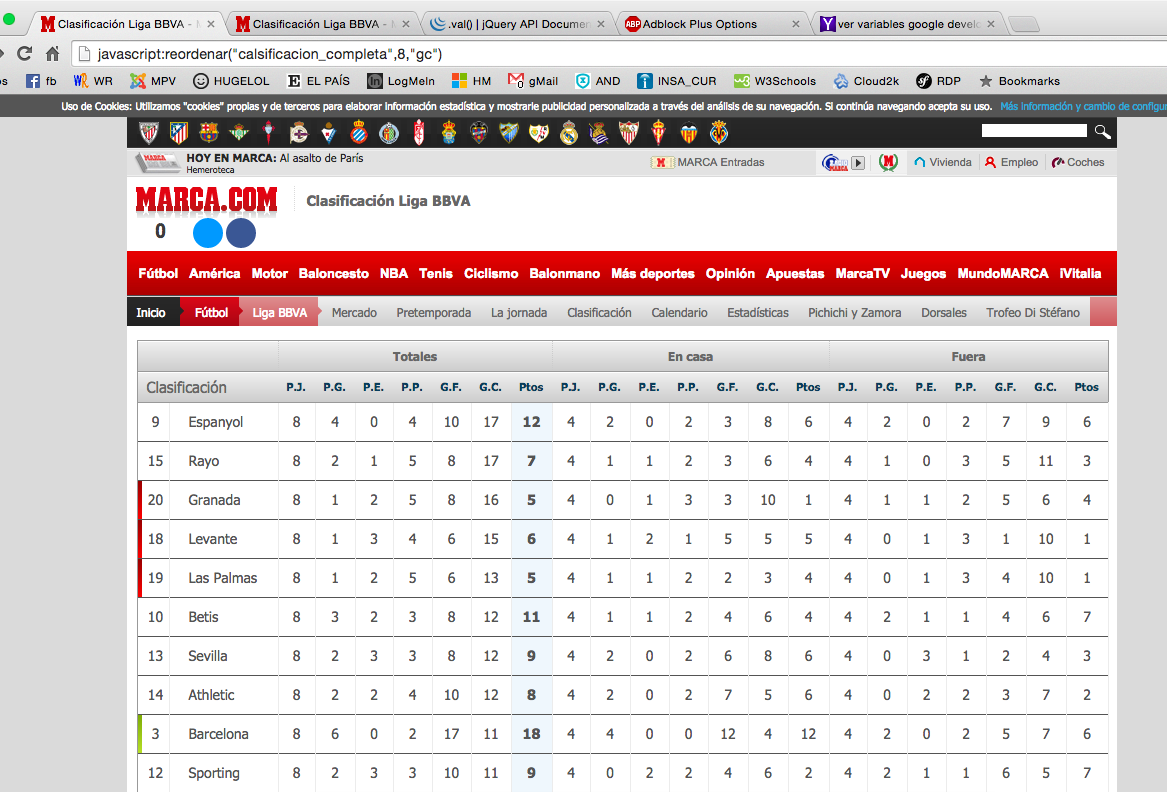 Clasificación Liga BBVA - M
Clasificación Liga BBVA - M
.val() | jQuery API Documen
ABP Adblock Plus Options
ver variables google develo
javascript:reordenar("calsificacion_completa",8,"gc")
os fb WR MPV HUGELOL EL PAÍS LogMeIn HM gMail AND INSA_CUR W3Schools Cloud2k RDP Bookmarks
Uso de Cookies: Utilizamos "cookies" propias y de terceros para elaborar información estadística y mostrarle publicidad personalizada a través del análisis de su navegación. Si continúa navegando acepta su uso. Más información y cambio de configur
HOY EN MARCA: Al asalto de París
Hemeroteca
MARCA Entradas
Vivienda Empleo Coches
MARCA.COM
Clasificación Liga BBVA
0
Fútbol América Motor Baloncesto NBA Tenis Ciclismo Balonmano Más deportes Opinión Apuestas MarcaTV Juegos MundoMARCA IVitalia
Inicio Fútbol Liga BBVA Mercado Pretemporada La jornada Clasificación Calendario Estadísticas Pichichi y Zamora Dorsales Trofeo Di Stéfano
Totales En casa Fuera
Clasificación P.J. P.G. P.E. P.P. G.F. G.C. Ptos P.J. P.G. P.E. P.P. G.F. G.C. Ptos P.J. P.G. P.E. P.P. G.F. G.C. Ptos
9 Espanyol 8 4 0 4 10 17 12 4 2 0 2 3 8 6 4 2 0 2 7 9 6
15 Rayo 8 2 1 5 8 17 7 4 1 1 2 3 6 4 4 1 0 3 5 11 3
20 Granada 8 1 2 5 8 16 5 4 0 1 3 3 10 1 4 1 1 2 5 6 4
18 Levante 8 1 3 4 6 15 6 4 1 2 1 5 5 5 4 0 1 3 1 10 1
19 Las Palmas 8 1 2 5 6 13 5 4 1 1 2 2 3 4 4 0 1 3 4 10 1
10 Betis 8 3 2 3 8 12 11 4 1 1 2 4 6 4 4 2 1 1 4 6 7
13 Sevilla 8 2 3 3 8 12 9 4 2 0 2 6 8 6 4 0 3 1 2 4 3
14 Athletic 8 2 2 4 10 12 8 4 2 0 2 7 5 6 4 0 2 2 3 7 2
3 Barcelona 8 6 0 2 17 11 18 4 4 0 0 12 4 12 4 2 0 2 5 7 6
12 Sporting 8 2 3 3 10 11 9 4 0 2 2 4 6 2 4 2 1 1 6 5 7